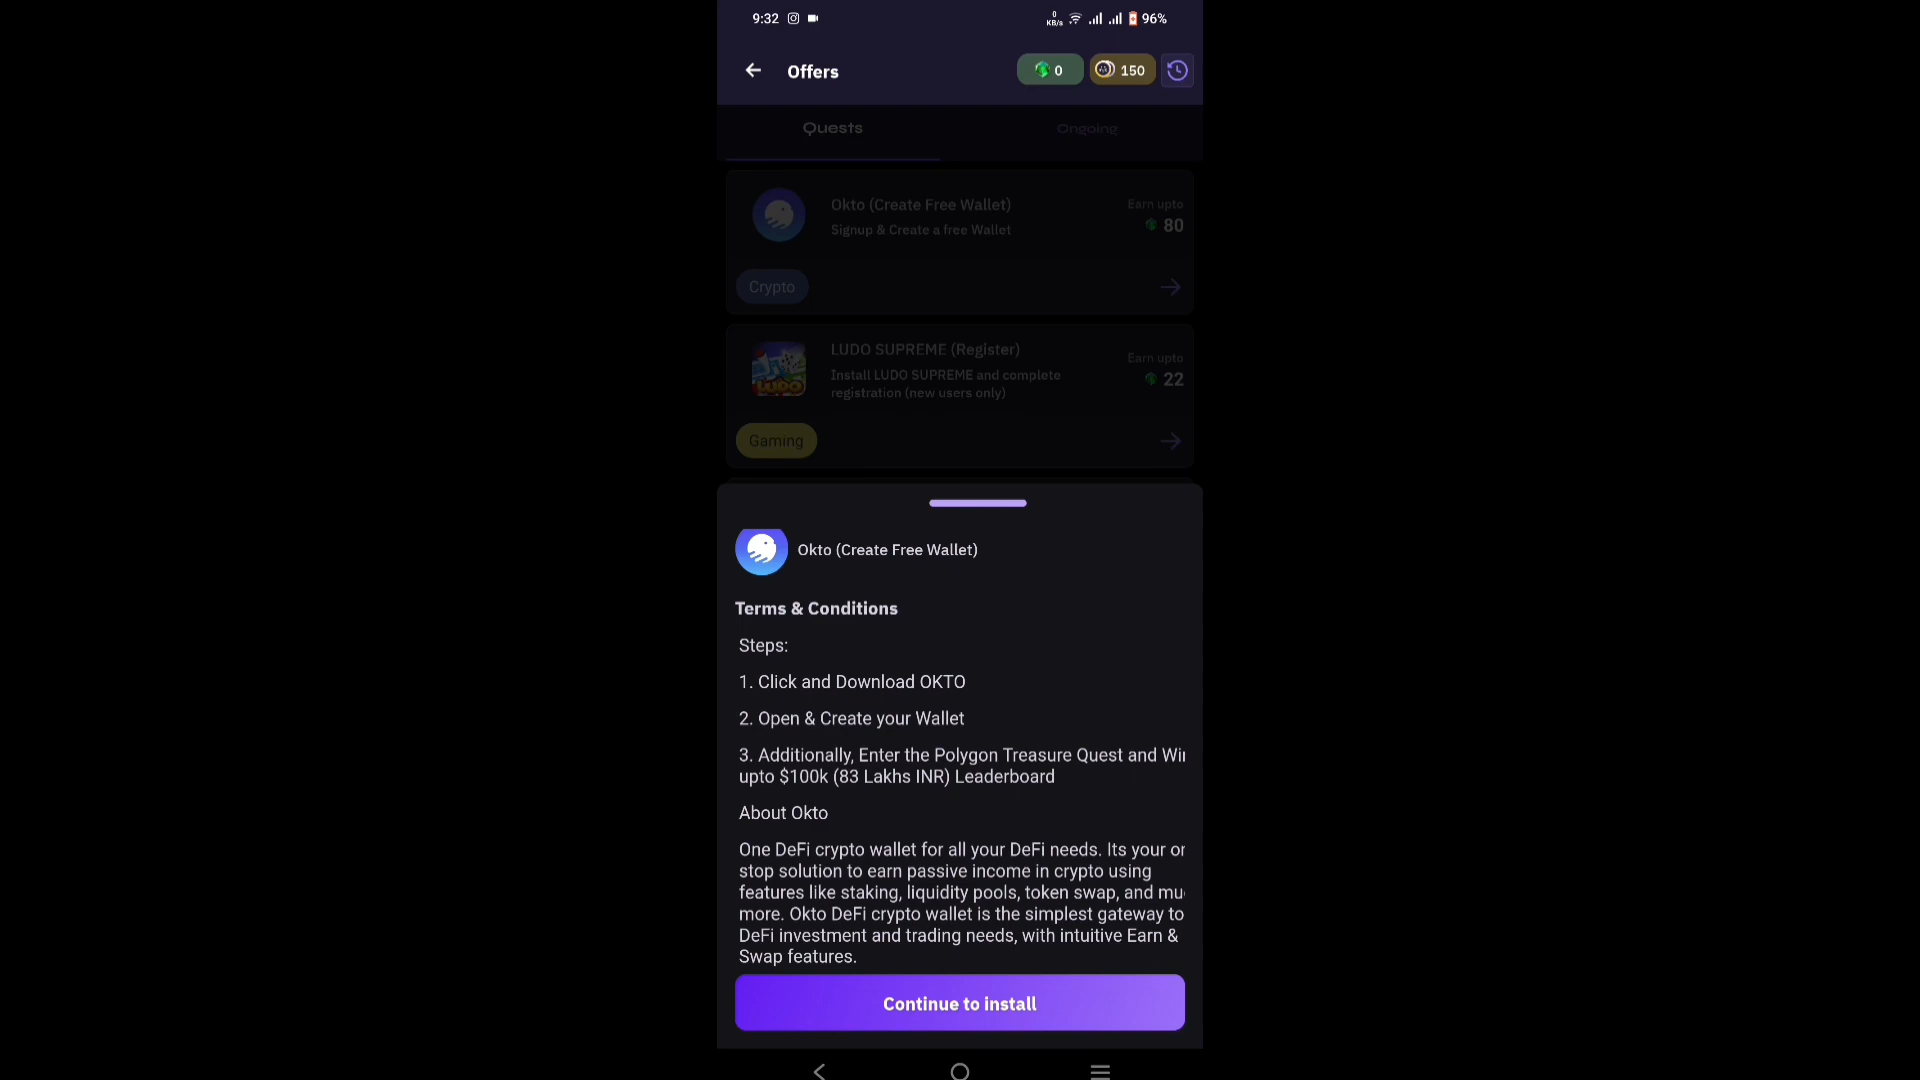 9:32
0
KB/s
96%
Offers
0
150
Quests
Ongoing
Okto (Create Free Wallet)
Earn upto
Signup & Create a free Wallet
80
Crypto
LUDO SUPREME (Register)
Earn upto
Install LUDO SUPREME and complete
22
registration (new users only)
LUDO
Gaming
Okto (Create Free Wallet)
Terms & Conditions
Steps:
1. Click and Download OKTO
2. Open & Create your Wallet
3. Additionally, Enter the Polygon Treasure Quest and Wi
upto $100k (83 Lakhs INR) Leaderboard
About Okto
One DeFi crypto wallet for all your DeFi needs. Its your o
stop solution to earn passive income in crypto using
features like staking, liquidity pools, token swap, and mu
more. Okto DeFi crypto wallet is the simplest gateway to
DeFi investment and trading needs, with intuitive Earn &
Swap features.
Continue to install